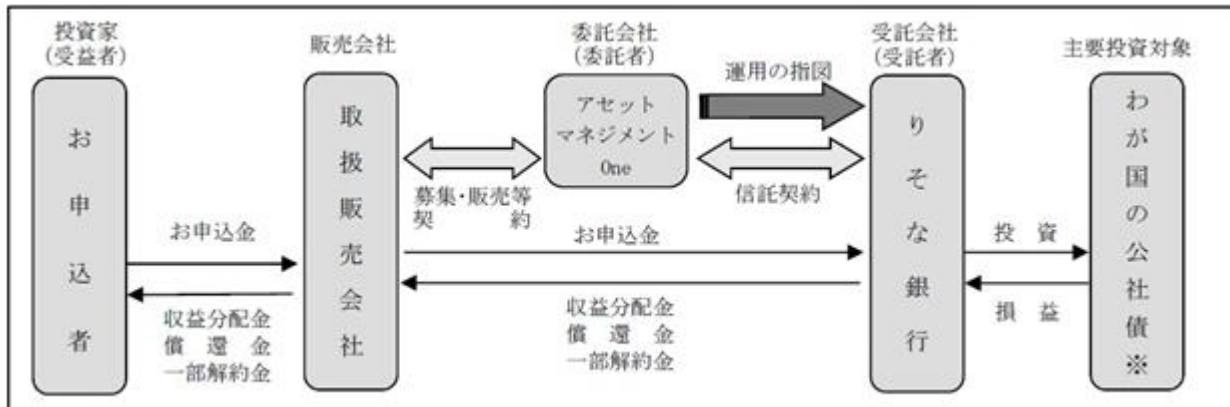 投資家
(受益者)
お申込者
販売会社
取扱販売会社
委託会社
(委託者)
アセット
マネジメント
One
運用の指図
受託会社
(受託者)
りそな銀行
主要投資対象
わが国の公社債※
募集・販売等
契約
信託契約
お申込金
収益分配金
償還金
一部解約金
お申込金
収益分配金
償還金
一部解約金
投資
損益